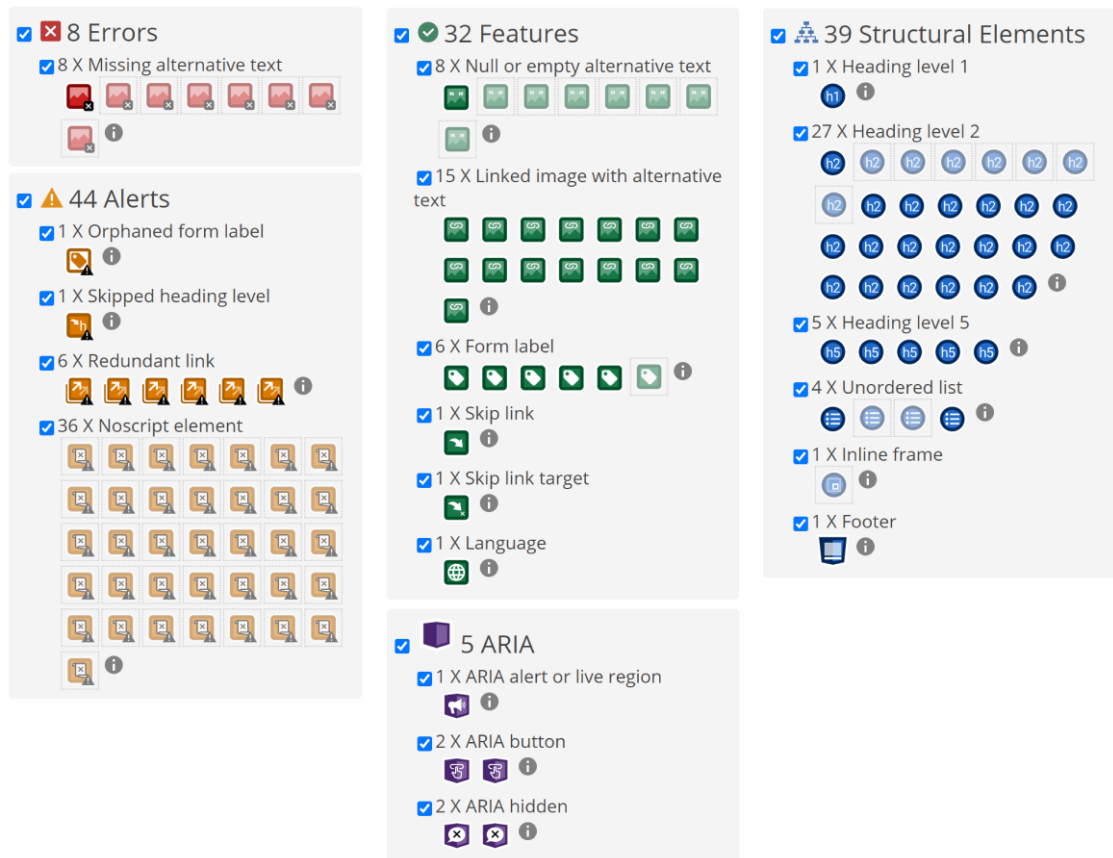 8 Errors
8 X Missing alternative text
44 Alerts
1 X Orphaned form label
1 X Skipped heading level
6 X Redundant link
36 X Noscript element
32 Features
8 X Null or empty alternative text
15 X Linked image with alternative
text
6 X Form label
1 X Skip link
1 X Skip link target
1 X Language
5 ARIA
1 X ARIA alert or live region
2 X ARIA button
2 X ARIA hidden
39 Structural Elements
1 X Heading level 1
h1
27 X Heading level 2
h2 h2 h2 h2 h2 h2 h2
h2 h2 h2 h2 h2 h2 h2
h2 h2 h2 h2 h2 h2 h2
h2 h2 h2 h2 h2 h2
5 X Heading level 5
h5 h5 h5 h5 h5
4 X Unordered list
1 X Inline frame
1 X Footer